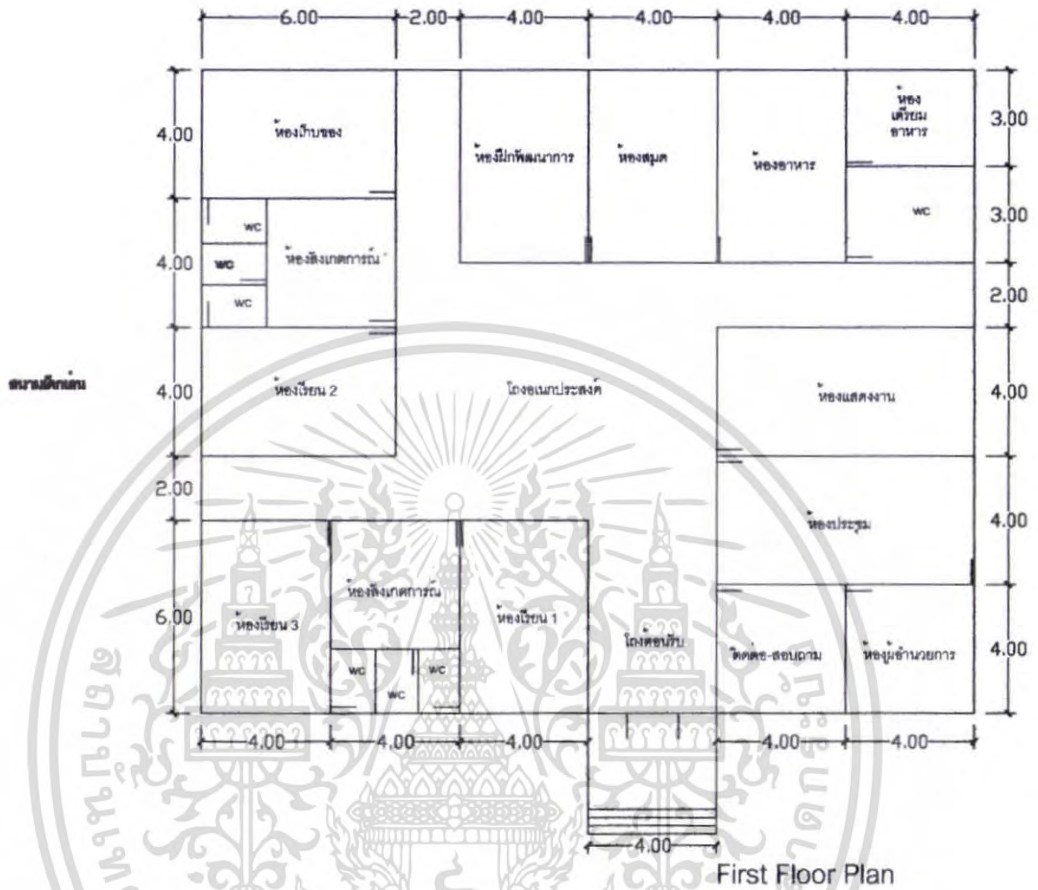 6.00 2.00 4.00 4.00 4.00 4.00
4.00
ห้องเก็บของ
ห้องฝึกพัฒนาการ
ห้องสมุด
ห้องอาหาร
ห้อง
เตรียม
อาหาร
3.00
4.00
WC
WC
WC
ห้องสังเกตการณ์
WC
3.00
2.00
สนามเด็กเล่น
4.00
ห้องเรียน 2
โถงอเนกประสงค์
ห้องแสดงงาน
4.00
2.00
ห้องประชุม
4.00
6.00
ห้องเรียน 3
ห้องสังเกตการณ์
WC
WC
WC
ห้องเรียน 1
โถงต้อนรับ
ติดต่อ-สอบถาม
ห้องผู้อำนวยการ
4.00
4.00 4.00 4.00 4.00 4.00
4.00
First Floor Plan